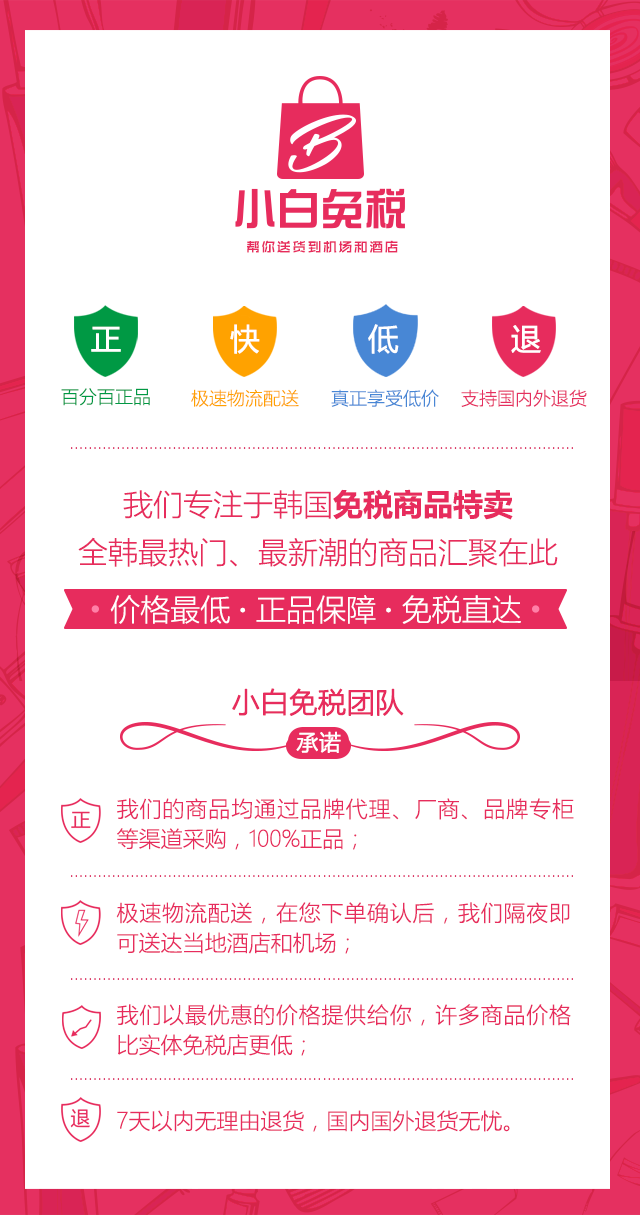 B
小白免税
帮你送货到机场和酒店
正 快 低 退
百分百正品 极速物流配送 真正享受低价 支持国内外退货
我们专注于韩国免税商品特卖
全韩最热门、最新潮的商品汇聚在此
• 价格最低·正品保障·免税直达 •
小白免税团队
承诺
正
我们的商品均通过品牌代理、厂商、品牌专柜
等渠道采购，100%正品；
极速物流配送，在您下单确认后，我们隔夜即
可送达当地酒店和机场；
我们以最优惠的价格提供给你，许多商品价格
比实体免税店更低；
退
7天以内无理由退货，国内国外退货无忧。